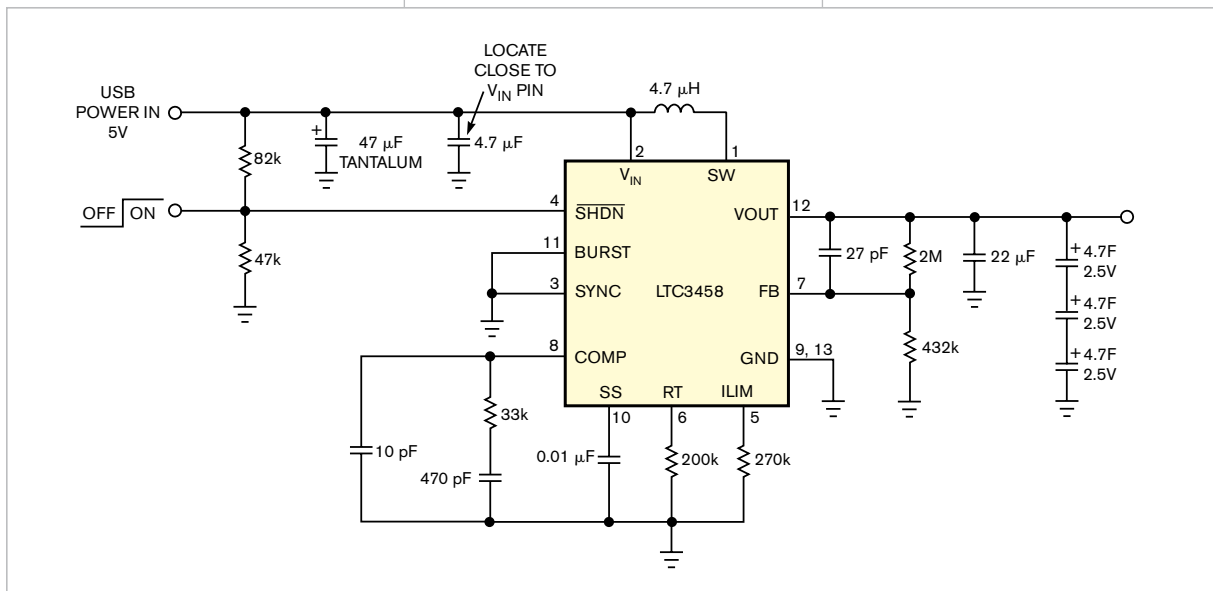 LOCATE
CLOSE TO
VIN PIN
USB
POWER IN
5V
4.7 μH
+
47 μF
TANTALUM
4.7 μF
82k
2
1
VIN
SW
OFF ON
4
SHDN
VOUT
12
47k
11
BURST
27 pF
2M
22 μF
+ 4.7F
2.5V
3
SYNC
LTC3458
FB
7
+ 4.7F
2.5V
8
COMP
GND
9, 13
432k
+ 4.7F
2.5V
SS
RT
ILIM
10
6
5
33k
10 pF
470 pF
0.01 μF
200k
270k